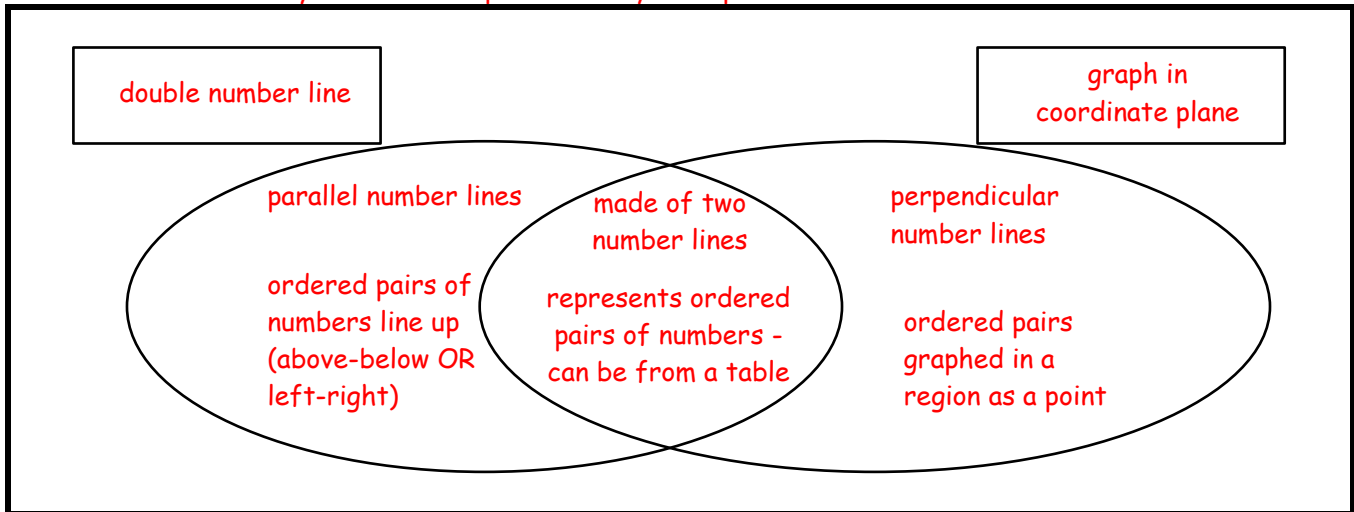 double number line
graph in
coordinate plane
parallel number lines
ordered pairs of
numbers line up
(above-below OR
left-right)
made of two
number lines
represents ordered
pairs of numbers -
can be from a table
perpendicular
number lines
ordered pairs
graphed in a
region as a point